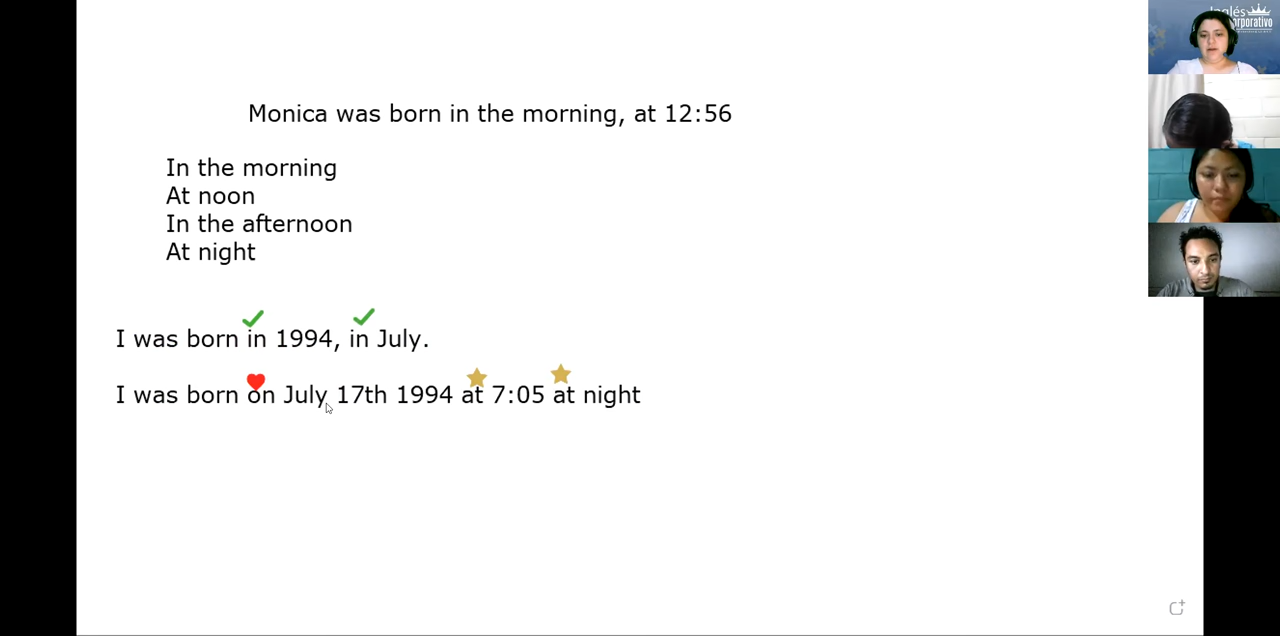 Monica was born in the morning, at 12:56
In the morning
At noon
In the afternoon
At night
I was born in 1994, in July.
I was born on July 17th 1994 at 7:05 at night